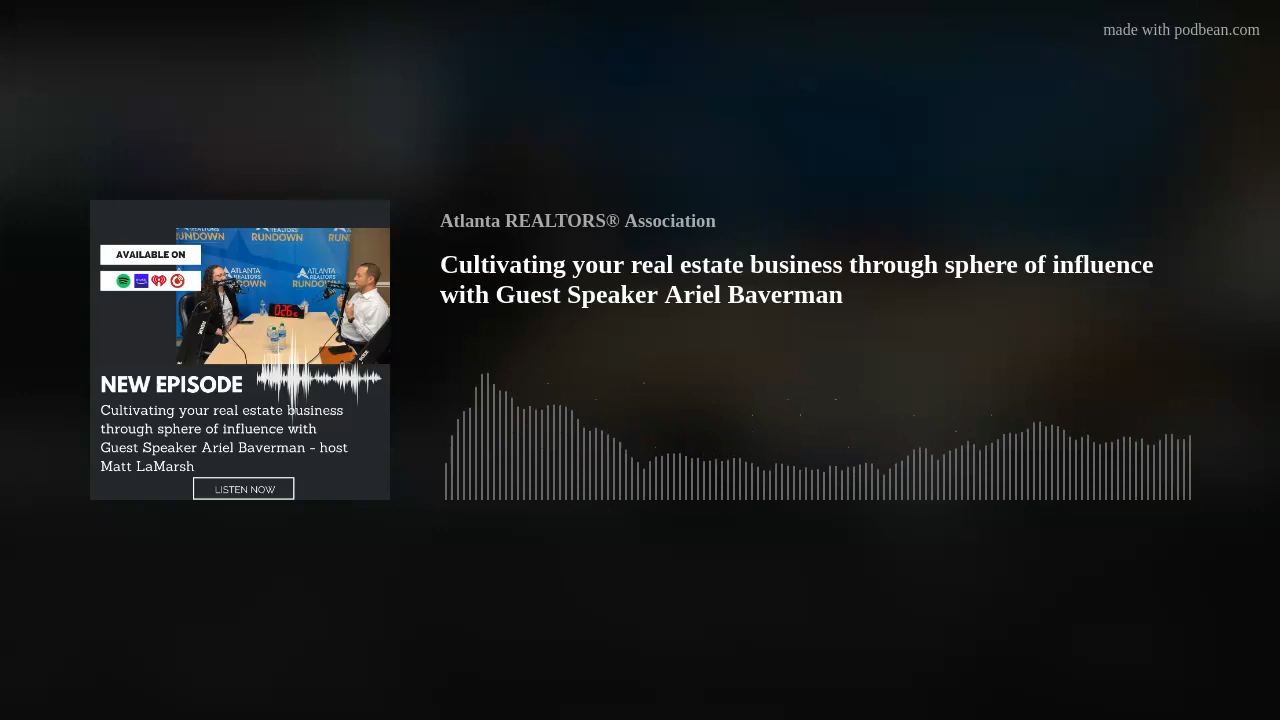 made with podbean.com
Atlanta REALTORS® Association
Cultivating your real estate business through sphere of influence
with Guest Speaker Ariel Baverman
AVAILABLE ON
RUNDOWN
ATLANTA
REALTORS
RUNDOWN
ATLANTA
REALTORS
NEW EPISODE
Cultivating your real estate business
through sphere of influence with
Guest Speaker Ariel Baverman - host
Matt LaMarsh
LISTEN NOW